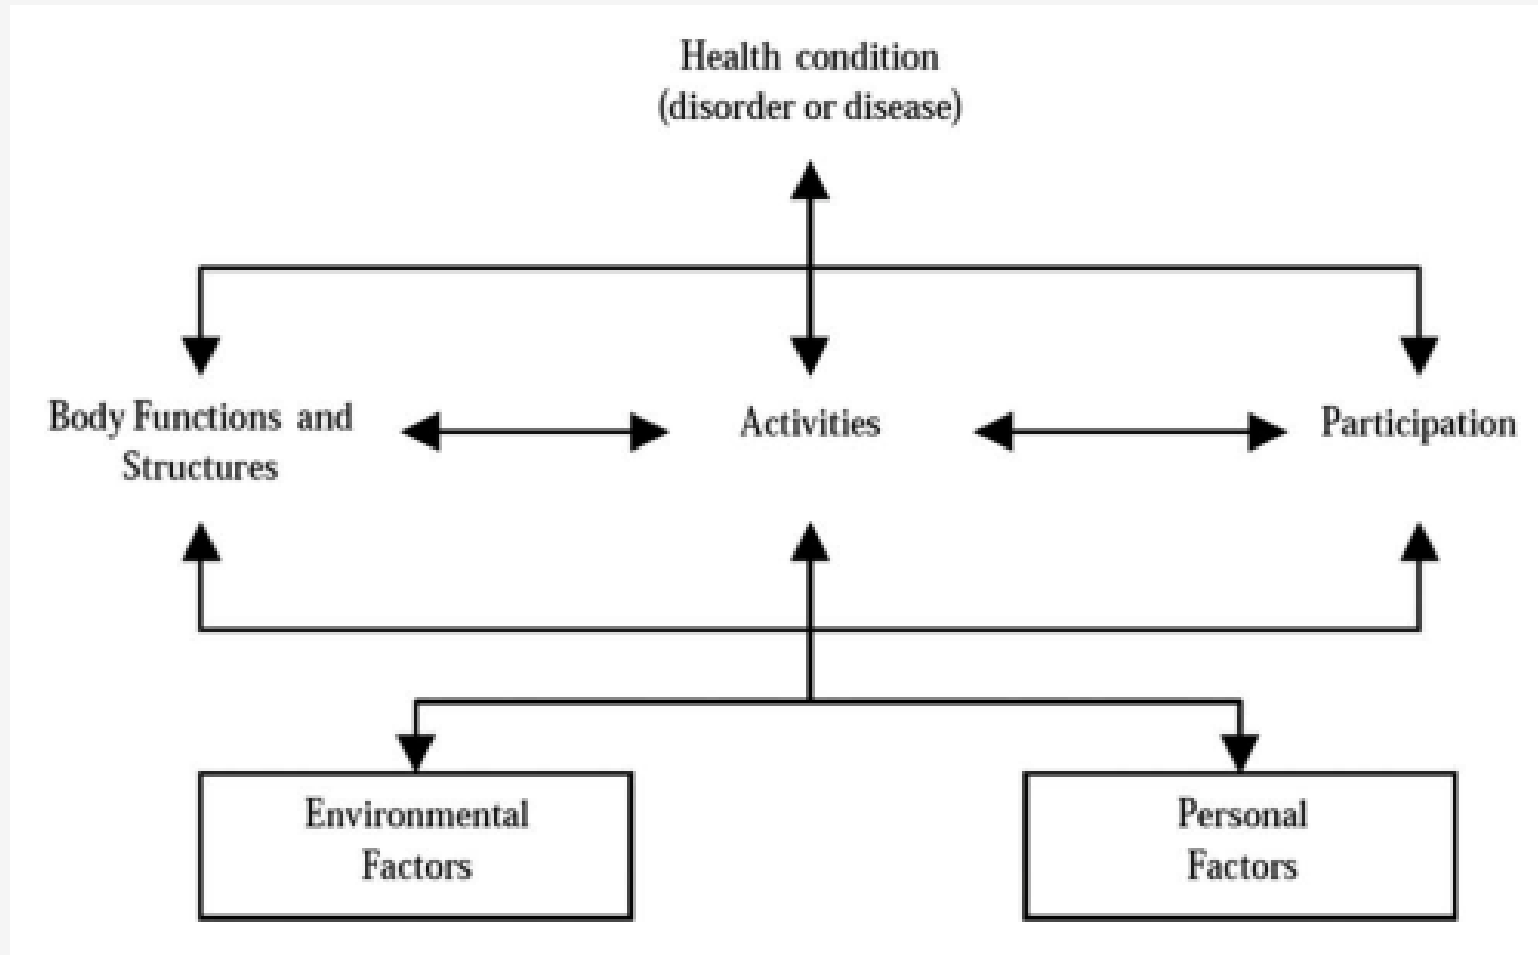 Health condition
(disorder or disease)
Body Functions and
Structures
Activities
Participation
Environmental
Factors
Personal
Factors